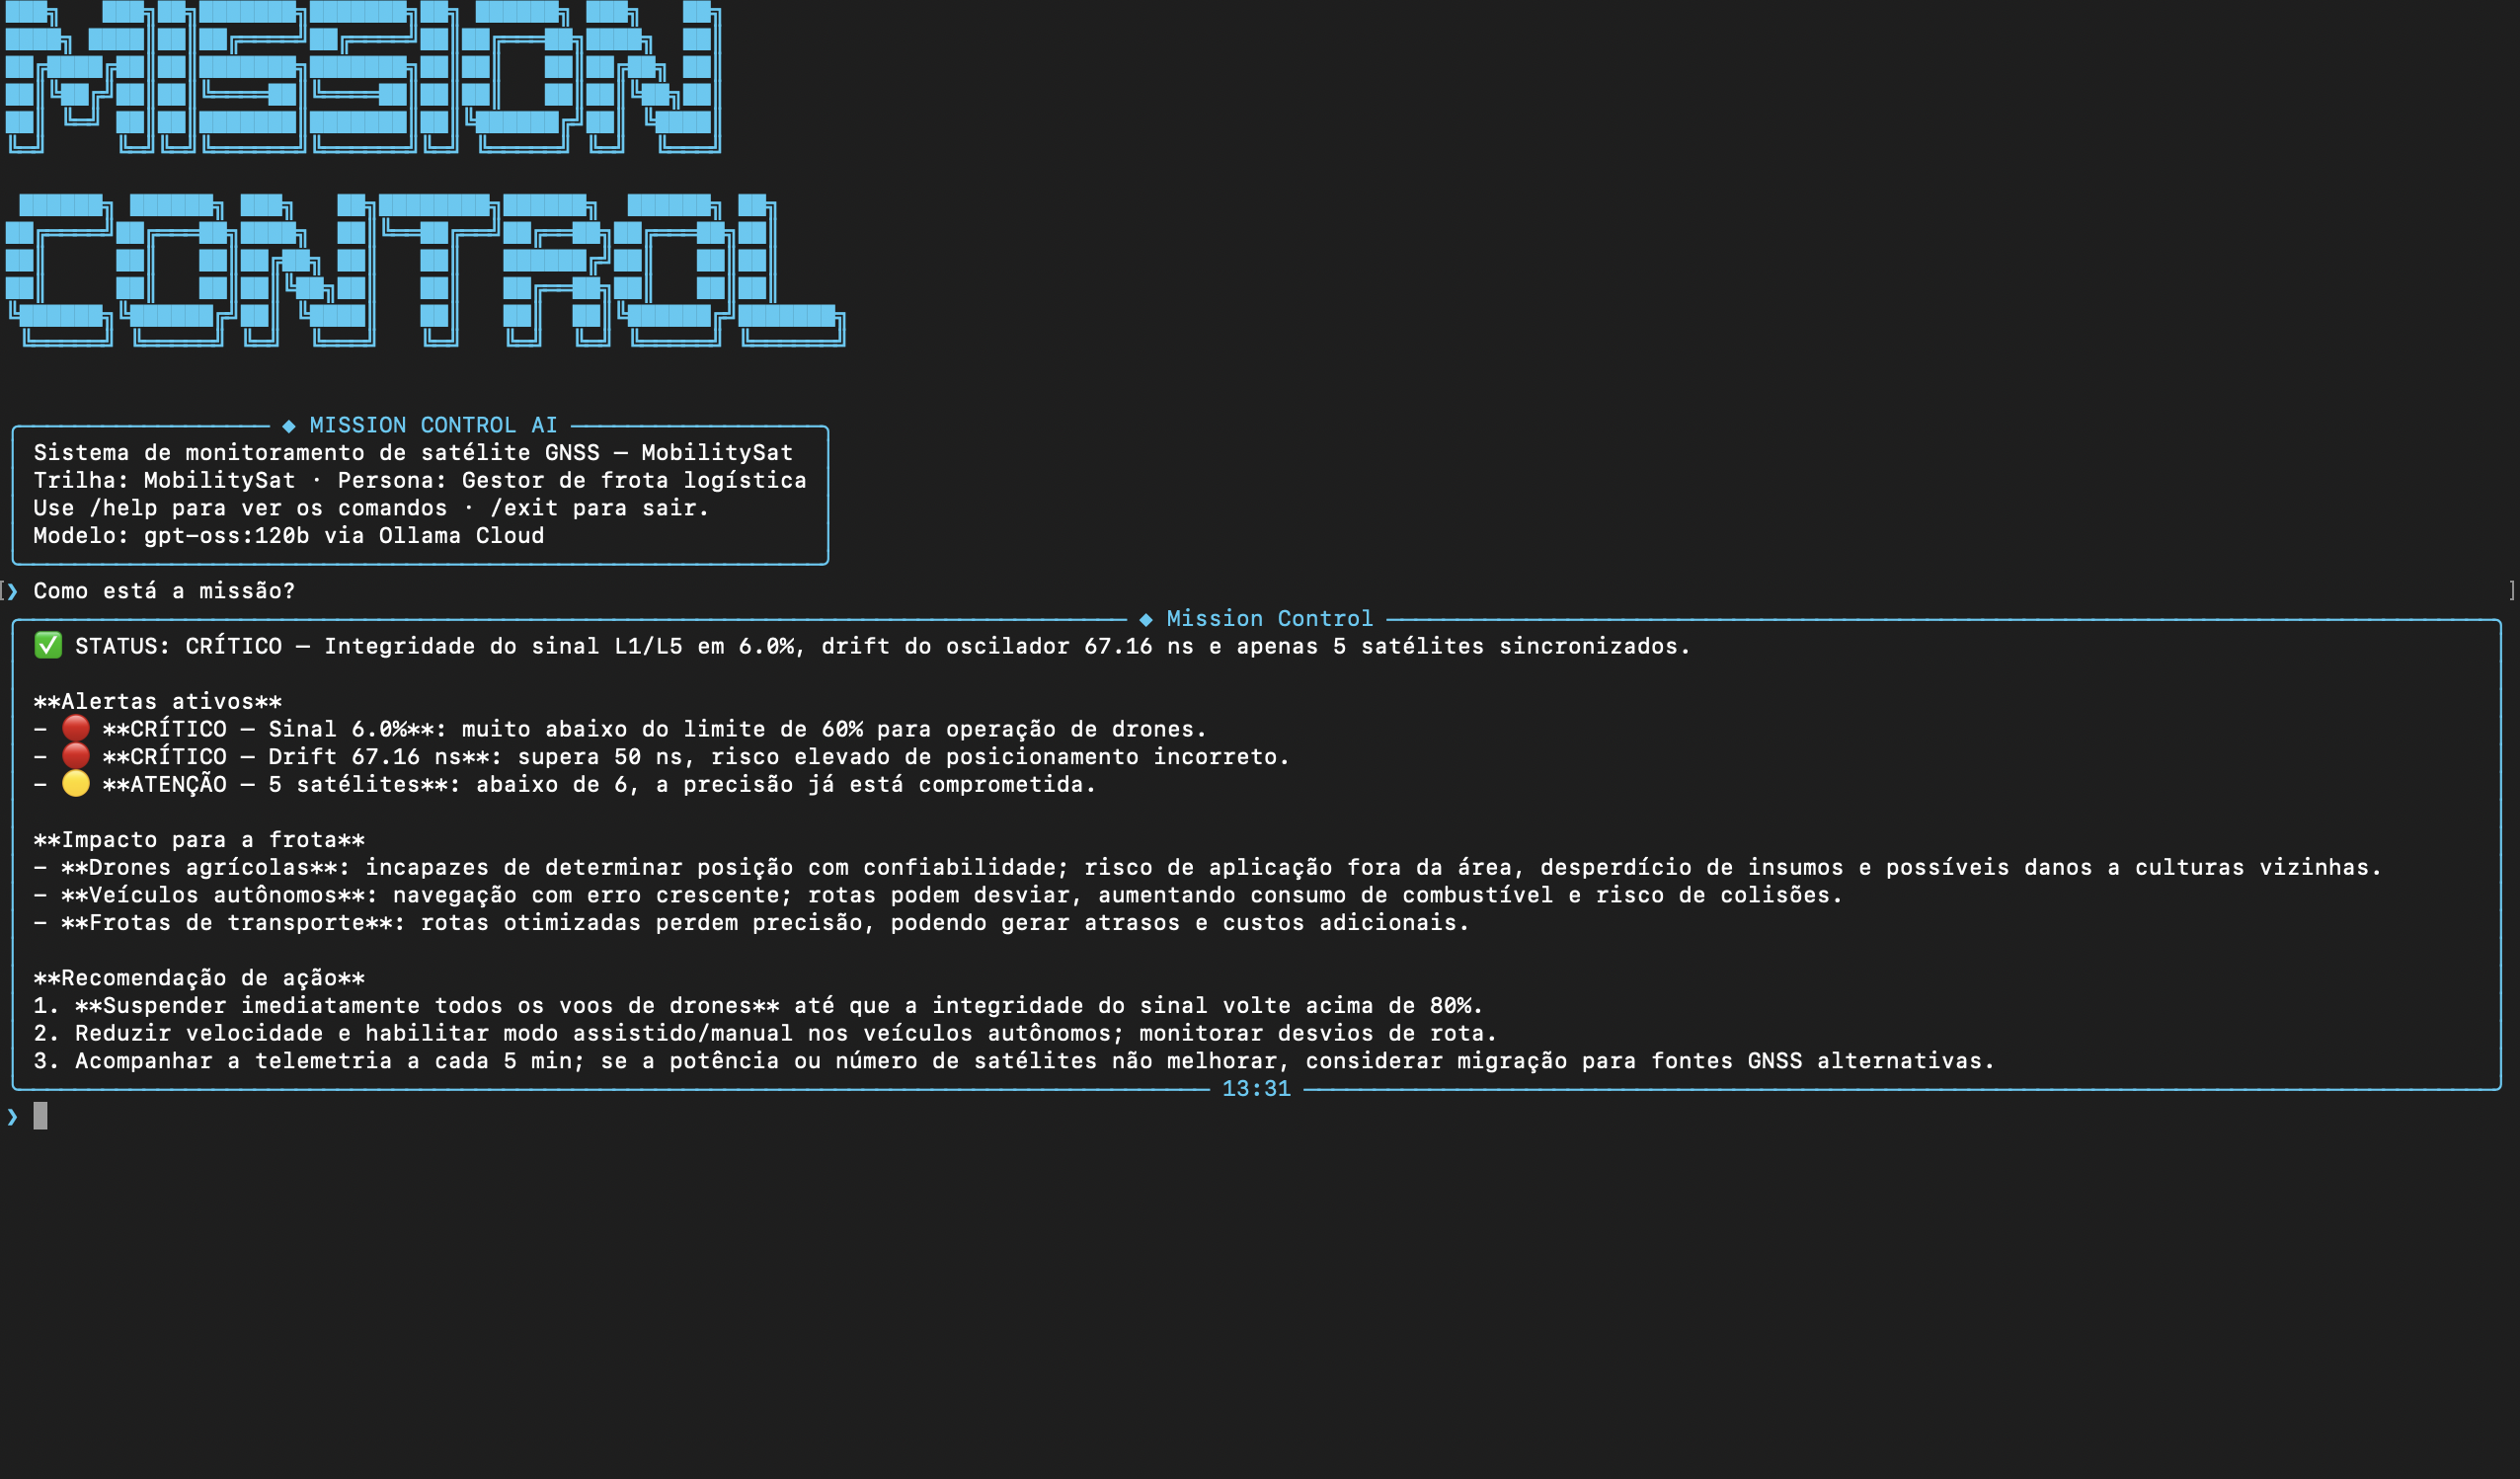 MISSION
CONTROL
◆ MISSION CONTROL AI
Sistema de monitoramento de satélite GNSS — MobilitySat
Trilha: MobilitySat · Persona: Gestor de frota logística
Use /help para ver os comandos · /exit para sair.
Modelo: gpt-oss:120b via Ollama Cloud
[❯ Como está a missão? ]
◆ Mission Control
✅ STATUS: CRÍTICO — Integridade do sinal L1/L5 em 6.0%, drift do oscilador 67.16 ns e apenas 5 satélites sincronizados.
**Alertas ativos**
- 🔴 **CRÍTICO — Sinal 6.0%**: muito abaixo do limite de 60% para operação de drones.
- 🔴 **CRÍTICO — Drift 67.16 ns**: supera 50 ns, risco elevado de posicionamento incorreto.
- 🟡 **ATENÇÃO — 5 satélites**: abaixo de 6, a precisão já está comprometida.
**Impacto para a frota**
- **Drones agrícolas**: incapazes de determinar posição com confiabilidade; risco de aplicação fora da área, desperdício de insumos e possíveis danos a culturas vizinhas.
- **Veículos autônomos**: navegação com erro crescente; rotas podem desviar, aumentando consumo de combustível e risco de colisões.
- **Frotas de transporte**: rotas otimizadas perdem precisão, podendo gerar atrasos e custos adicionais.
**Recomendação de ação**
1. **Suspender imediatamente todos os voos de drones** até que a integridade do sinal volte acima de 80%.
2. Reduzir velocidade e habilitar modo assistido/manual nos veículos autônomos; monitorar desvios de rota.
3. Acompanhar a telemetria a cada 5 min; se a potência ou número de satélites não melhorar, considerar migração para fontes GNSS alternativas.
13:31
❯